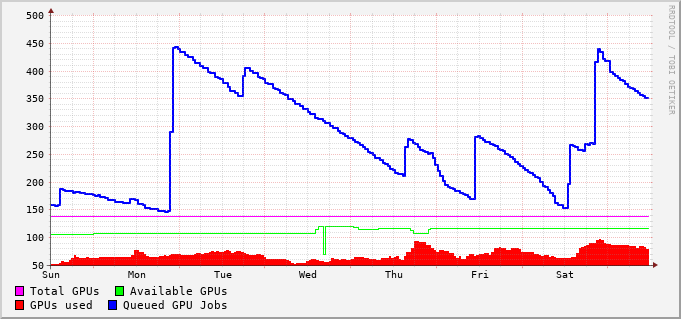 500
450
400
350
300
250
200
150
100
50
Sun Mon Tue Wed Thu Fri Sat
Total GPUs Available GPUs
GPUs used Queued GPU Jobs
RRDTOOL / TOBI OETIKER